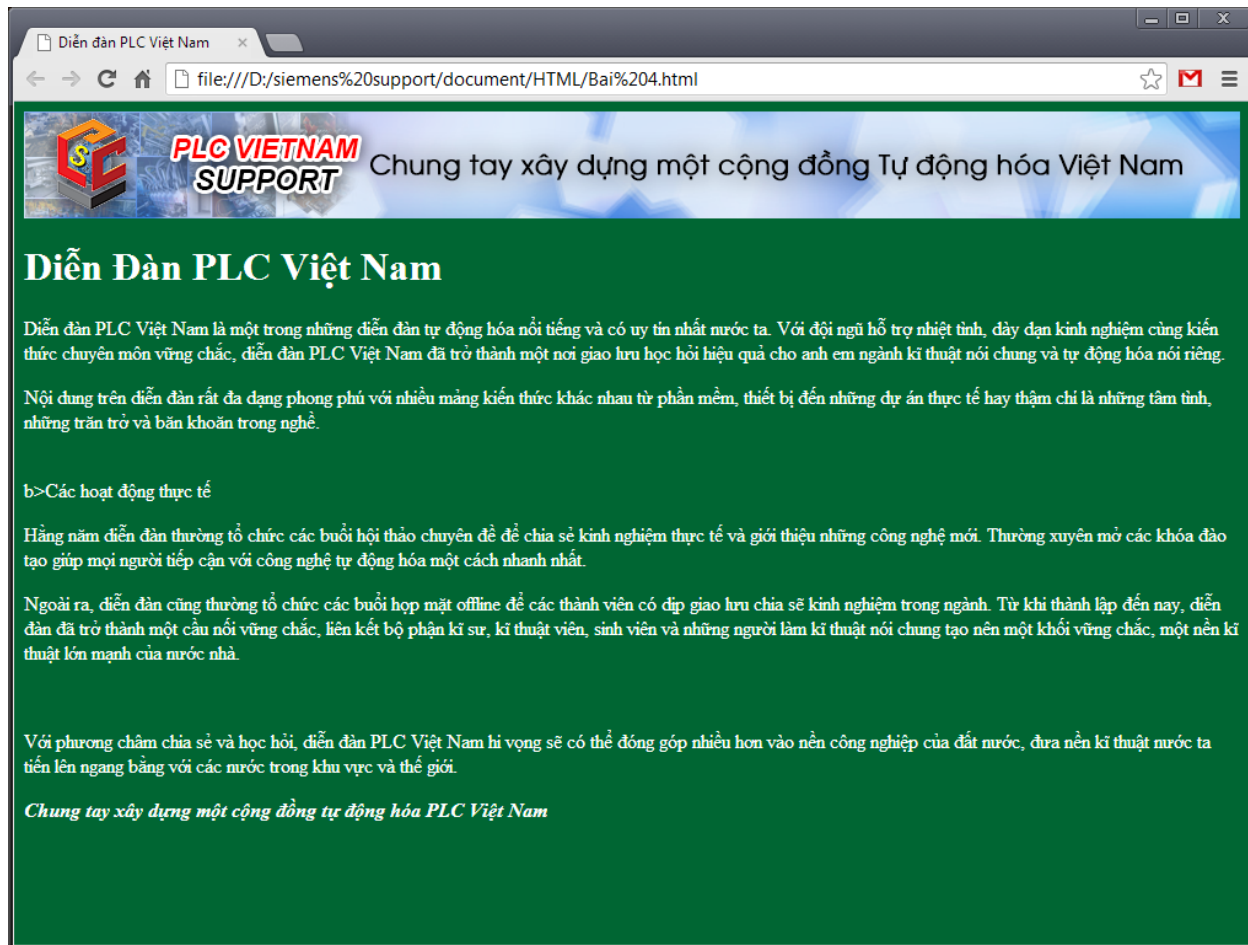 Diễn đàn PLC Việt Nam
file:///D:/siemens%20support/document/HTML/Bai%204.html
SSC
PLC VIETNAM
SUPPORT
Chung tay xây dựng một cộng đồng Tự động hóa Việt Nam
Diễn Đàn PLC Việt Nam
Diễn đàn PLC Việt Nam là một trong những diễn đàn tự động hóa nổi tiếng và có uy tín nhất nước ta. Với đội ngũ hỗ trợ nhiệt tình, dày dạn kinh nghiệm cùng kiến
thức chuyên môn vững chắc, diễn đàn PLC Việt Nam đã trở thành một nơi giao lưu học hỏi hiệu quả cho anh em ngành kĩ thuật nói chung và tự động hóa nói riêng.
Nội dung trên diễn đàn rất đa dạng phong phú với nhiều mảng kiến thức khác nhau từ phần mềm, thiết bị đến những dự án thực tế hay thậm chí là những tâm tình,
những trăn trở và băn khoăn trong nghề.
b>Các hoạt động thực tế
Hằng năm diễn đàn thường tổ chức các buổi hội thảo chuyên đề để chia sẻ kinh nghiệm thực tế và giới thiệu những công nghệ mới. Thường xuyên mở các khóa đào
tạo giúp mọi người tiếp cận với công nghệ tự động hóa một cách nhanh nhất.
Ngoài ra, diễn đàn cũng thường tổ chức các buổi họp mặt offline để các thành viên có dịp giao lưu chia sẽ kinh nghiệm trong ngành. Từ khi thành lập đến nay, diễn
đàn đã trở thành một cầu nối vững chắc, liên kết bộ phận kĩ sư, kĩ thuật viên, sinh viên và những người làm kĩ thuật nói chung tạo nên một khối vững chắc, một nền kĩ
thuật lớn mạnh của nước nhà.
Với phương châm chia sẻ và học hỏi, diễn đàn PLC Việt Nam hi vọng sẽ có thể đóng góp nhiều hơn vào nền công nghiệp của đất nước, đưa nền kĩ thuật nước ta
tiến lên ngang bằng với các nước trong khu vực và thế giới.
Chung tay xây dựng một cộng đồng tự động hóa PLC Việt Nam